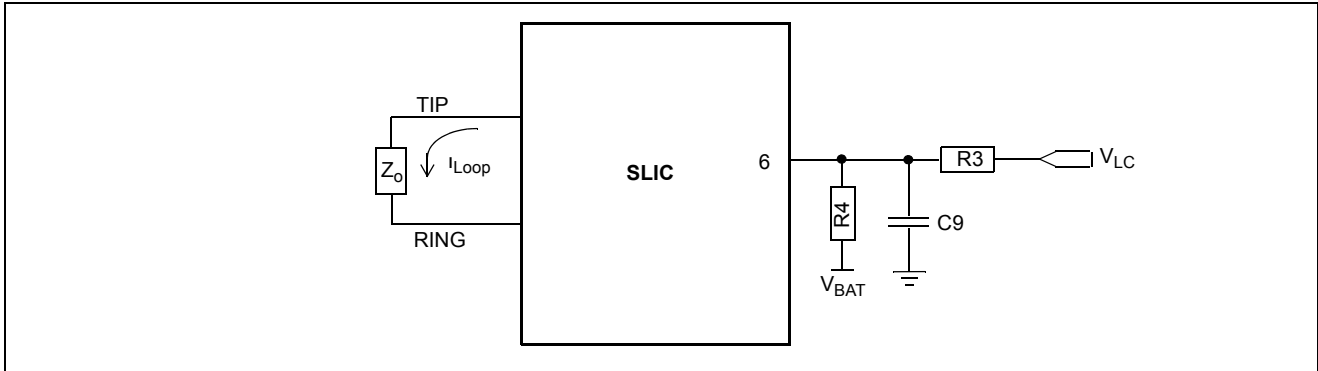 TIP
Zo
ILoop
RING
SLIC
6
R3
VLC
R4
C9
VBAT